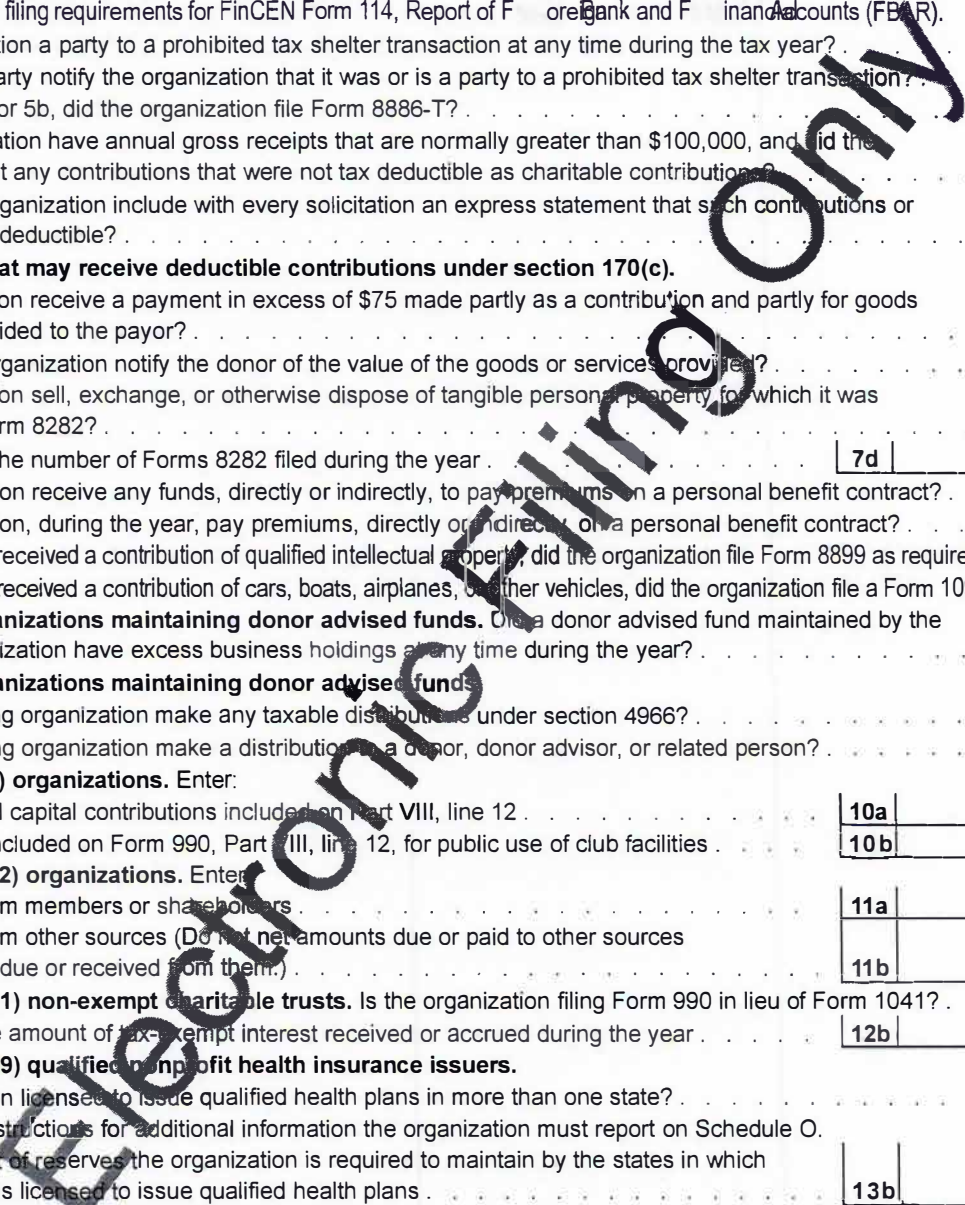 filing requirements for FinCEN Form 114, Report of Foreign Bank and Financial Accounts (FBAR).
tion a party to a prohibited tax shelter transaction at any time during the tax year? .
arty notify the organization that it was or is a party to a prohibited tax shelter transaction? .
or 5b, did the organization file Form 8886-T? . . . . . . . . . . . . . . . . . . .
ation have annual gross receipts that are normally greater than $100,000, and did the
t any contributions that were not tax deductible as charitable contributions? . . . . .
ganization include with every solicitation an express statement that such contributions or
deductible? . . . . . . . . . . . . . . . . . . . . . . . . . . . . .
at may receive deductible contributions under section 170(c).
on receive a payment in excess of $75 made partly as a contribution and partly for goods
ided to the payor? . . . . . . . . . . . . . . . . . . . . . . . . .
rganization notify the donor of the value of the goods or services provided? . . . . . . .
on sell, exchange, or otherwise dispose of tangible personal property for which it was
rm 8282? . . . . . . . . . . . . . . . . . . . . . . . . . . . . .
he number of Forms 8282 filed during the year . . . . . . . . . . . 7d
on receive any funds, directly or indirectly, to pay premiums on a personal benefit contract? .
on, during the year, pay premiums, directly or indirectly, on a personal benefit contract? . . .
received a contribution of qualified intellectual property, did the organization file Form 8899 as require
received a contribution of cars, boats, airplanes, or other vehicles, did the organization file a Form 10
anizations maintaining donor advised funds. Did a donor advised fund maintained by the
ization have excess business holdings at any time during the year? . . . . . . . . .
anizations maintaining donor advised funds.
ng organization make any taxable distributions under section 4966? . . . . . . . . .
ng organization make a distribution to a donor, donor advisor, or related person? . . . . .
) organizations. Enter:
l capital contributions included on Part VIII, line 12 . . . . . . . . . . . . 10a
ncluded on Form 990, Part VIII, line 12, for public use of club facilities . . . . 10b
2) organizations. Enter
m members or shareholders . . . . . . . . . . . . . . . . . . . 11a
m other sources (Do not net amounts due or paid to other sources
due or received from them.) . . . . . . . . . . . . . . . . . . . 11b
1) non-exempt charitable trusts. Is the organization filing Form 990 in lieu of Form 1041? .
e amount of tax-exempt interest received or accrued during the year . . . . . 12b
9) qualified nonprofit health insurance issuers.
n licensed to issue qualified health plans in more than one state? . . . . . . . . . .
structions for additional information the organization must report on Schedule O.
t of reserves the organization is required to maintain by the states in which
s licensed to issue qualified health plans . . . . . . . . . . . . . . 13b
Electronic Filing Only